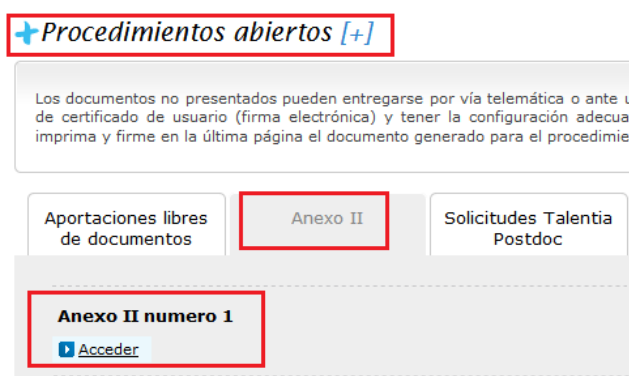 Procedimientos abiertos [+]
Los documentos no presentados pueden entregarse por vía telemática o ante
de certificado de usuario (firma electrónica) y tener la configuración
imprima y firme en la última página el documento generado para el
Aportaciones libres
de documentos
Anexo II
Solicitudes Talentia
Postdoc
Anexo II numero 1
Acceder